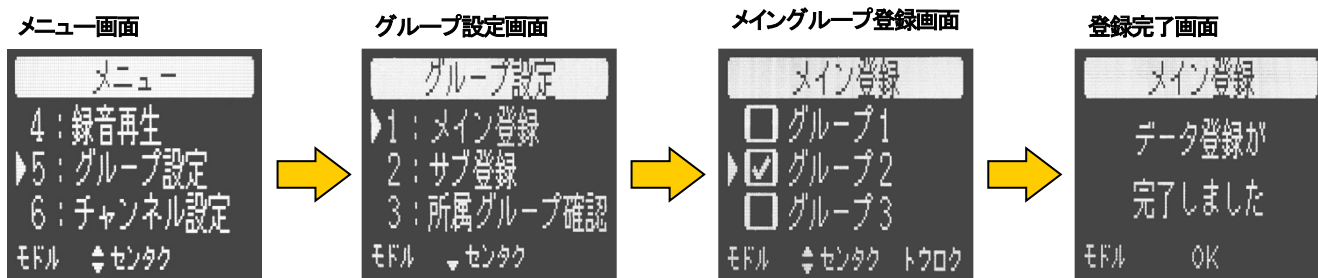 メニュー画面
メニュー
4：録音再生
▶5：グループ設定
6：チャンネル設定
モドル ♦センタク
グループ設定画面
グループ設定
▶1：メイン登録
2：サブ登録
3：所属グループ確認
モドル ▾センタク
メイングループ登録画面
メイン登録
☐グループ1
▶☑グループ2
☐グループ3
モドル ♦センタク トウロク
登録完了画面
メイン登録
データ登録が
完了しました
モドル OK